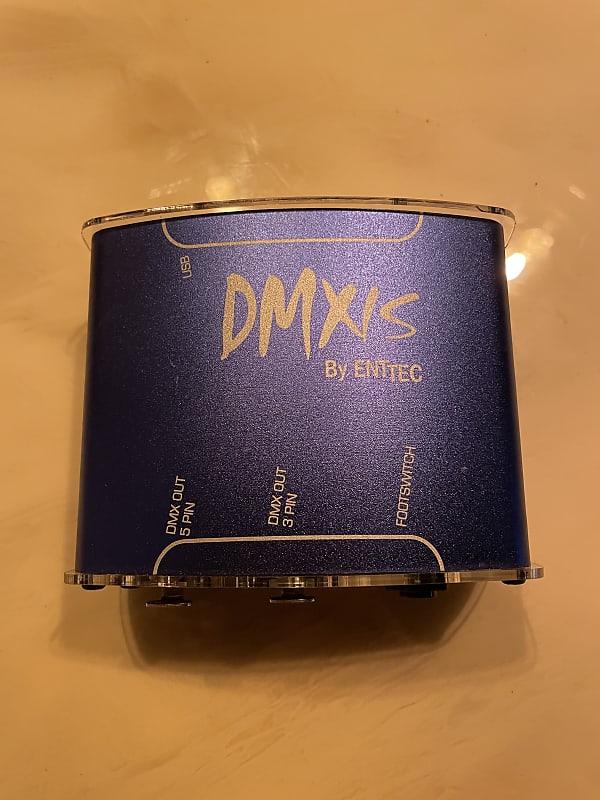 USB
DMXIS
By ENTTEC
DMX OUT
5 PIN
DMX OUT
3 PIN
FOOTSWITCH